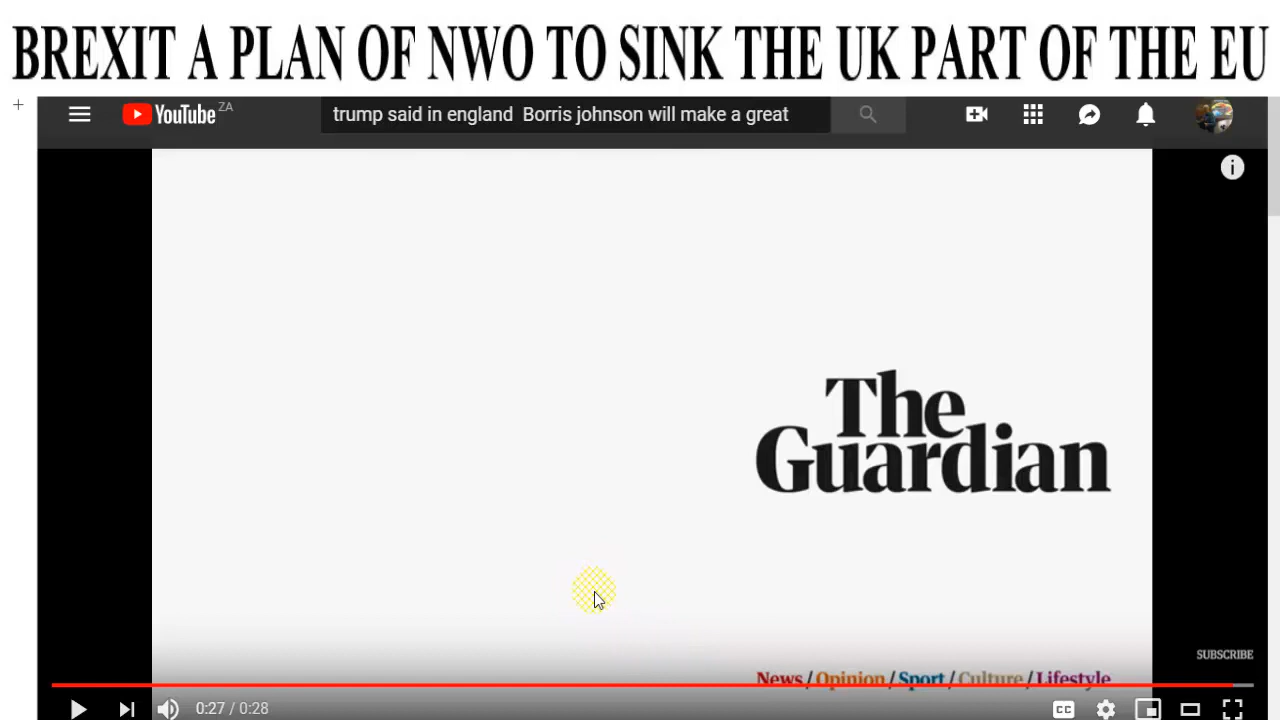 BREXIT A PLAN OF NWO TO SINK THE UK PART OF THE EU
YouTube ZA
trump said in england Borris johnson will make a great
The
Guardian
SUBSCRIBE
News / Opinion / Sport / Culture / Lifestyle
0:27 / 0:28
CC